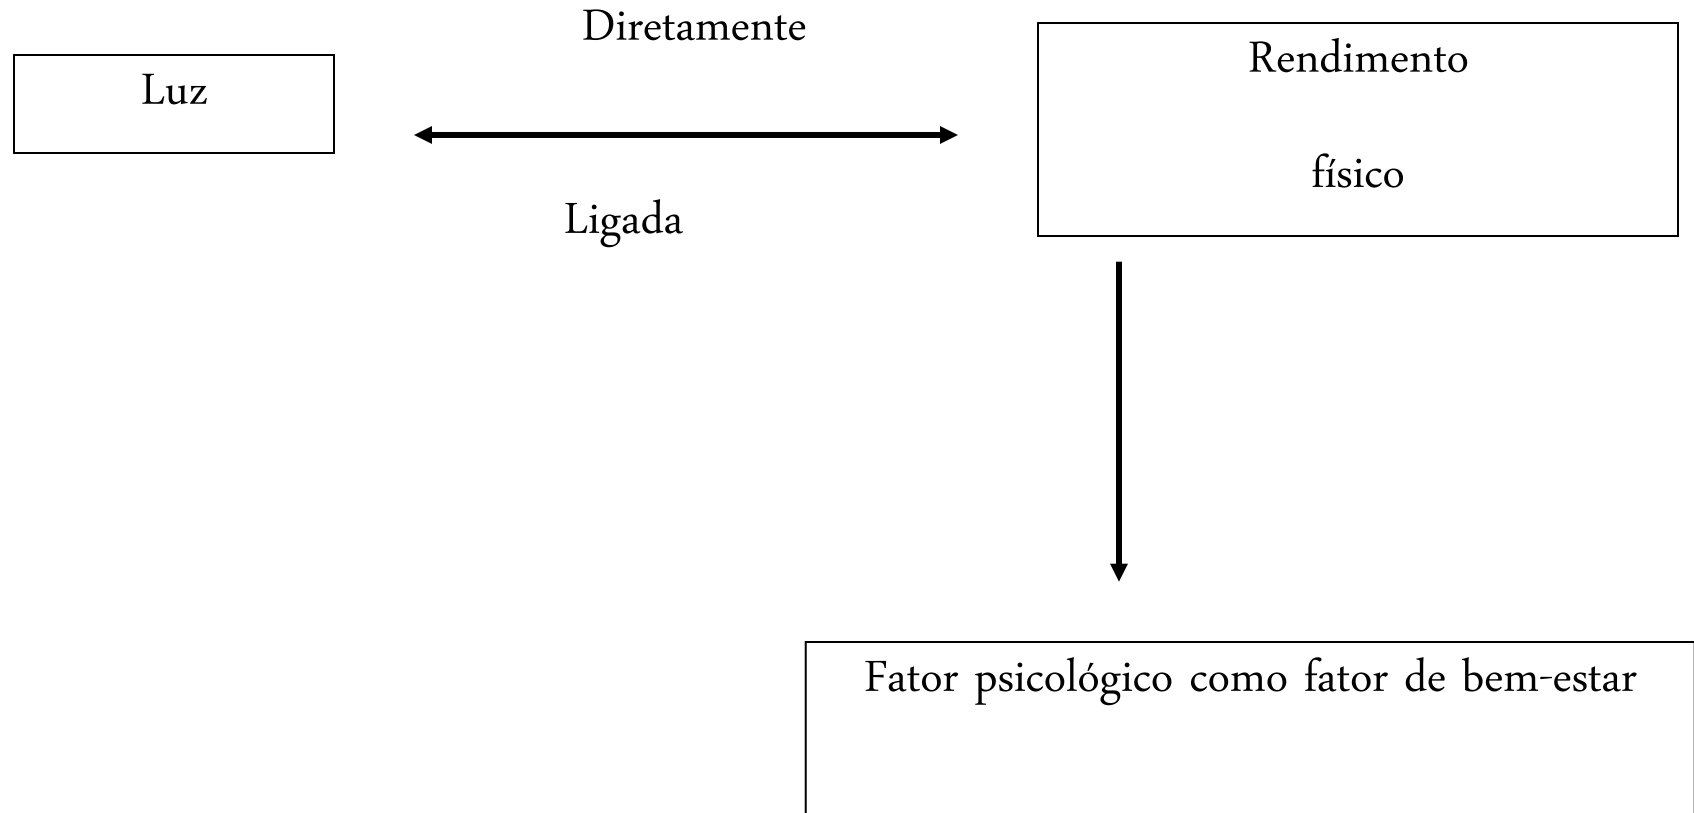 Diretamente
Luz
Rendimento
físico
Ligada
Fator psicológico como fator de bem-estar